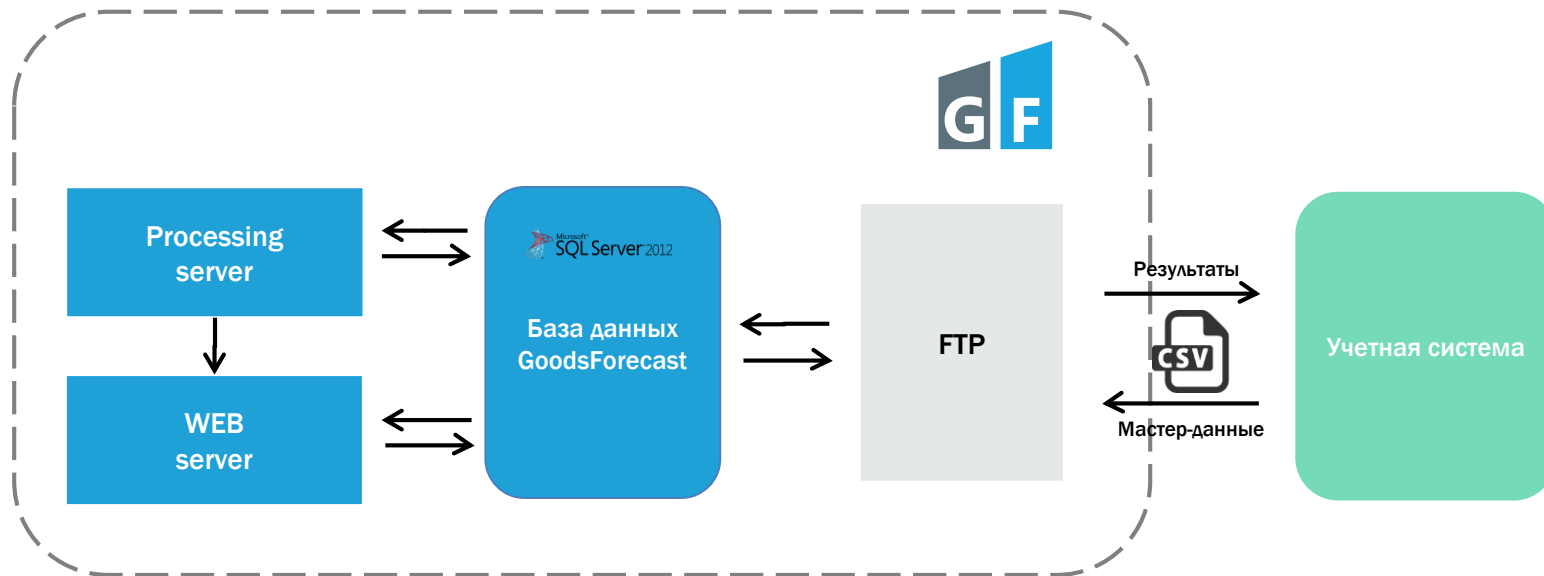 GF
Processing
server
Microsoft
SQL Server 2012
База данных
GoodsForecast
FTP
Результаты
CSV
Мастер-данные
Учетная система
WEB
server